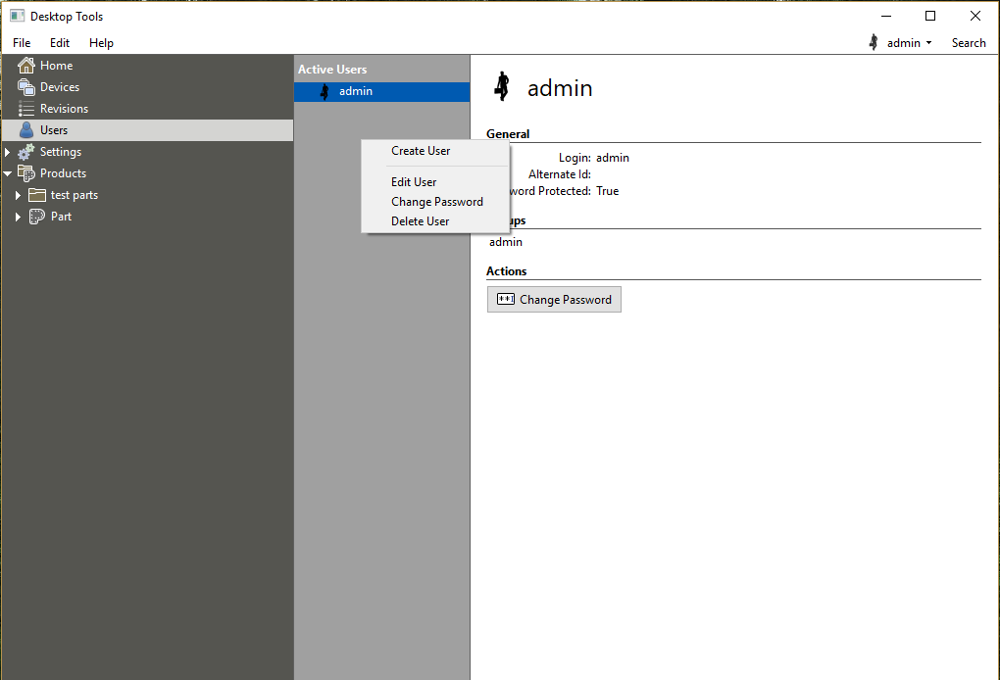 Desktop Tools
File Edit Help admin Search
Home
Devices
Revisions
Users
Settings
Products
test parts
Part
Active Users
admin
Create User
Edit User
Change Password
Delete User
admin
General
Login: admin
Alternate Id:
Protected: True
admin
Actions
Change Password